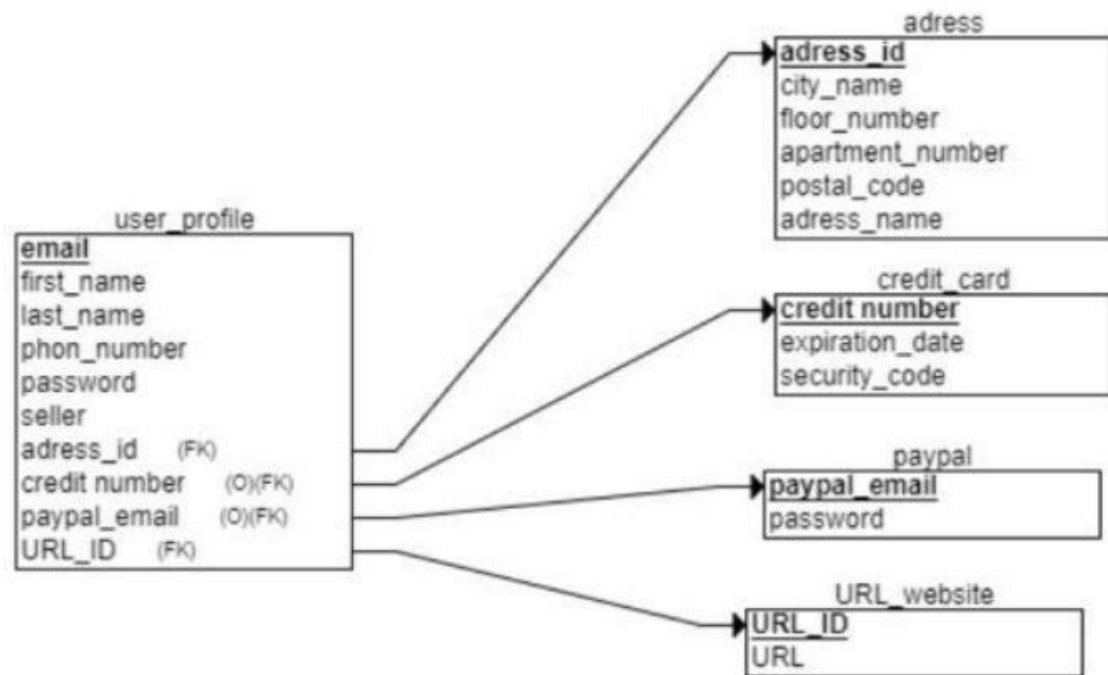 user_profile
email
first_name
last_name
phon_number
password
seller
adress_id (FK)
credit number (O)(FK)
paypal_email (O)(FK)
URL_ID (FK)
adress
adress_id
city_name
floor_number
apartment_number
postal_code
adress_name
credit_card
credit number
expiration_date
security_code
paypal
paypal_email
password
URL_website
URL_ID
URL